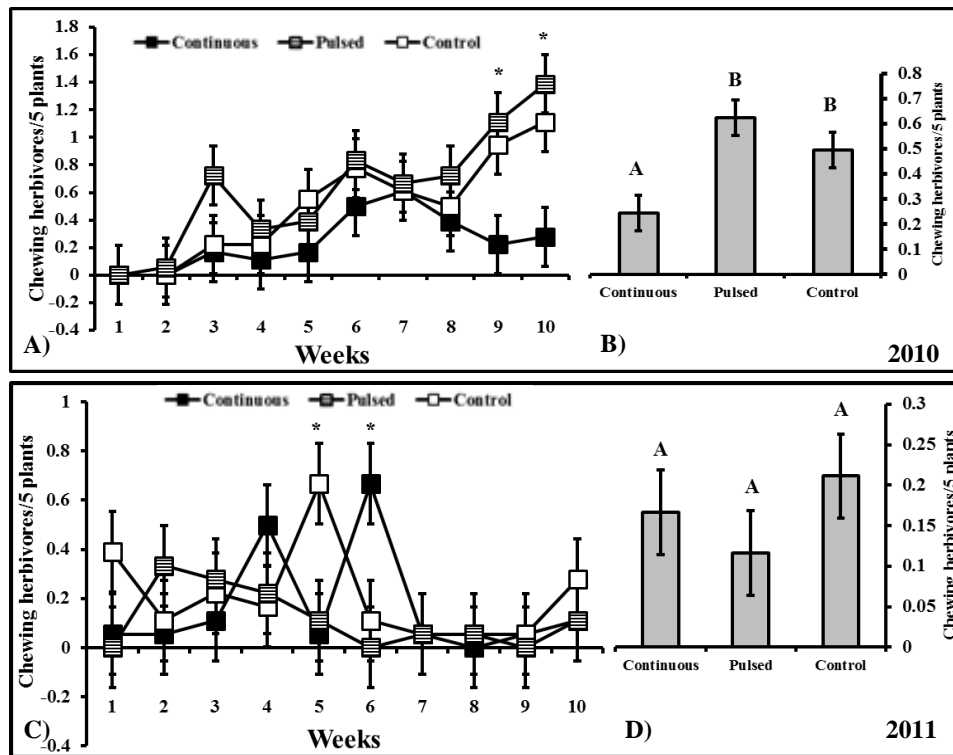 Continuous Pulsed Control
Chewing herbivores/5 plants
1.8
1.6
1.4
1.2
1
0.8
0.6
0.4
0.2
0
-0.2
-0.4
* *
1 2 3 4 5 6 7 8 9 10
Weeks
A)
A B B
Chewing herbivores/5 plants
0.8
0.7
0.6
0.5
0.4
0.3
0.2
0.1
0
Continuous Pulsed Control
B) 2010
Continuous Pulsed Control
Chewing herbivores/5 plants
1
0.8
0.6
0.4
0.2
0
-0.2
-0.4
* *
1 2 3 4 5 6 7 8 9 10
Weeks
C)
A A A
Chewing herbivores/5 plants
0.3
0.25
0.2
0.15
0.1
0.05
0
Continuous Pulsed Control
D) 2011